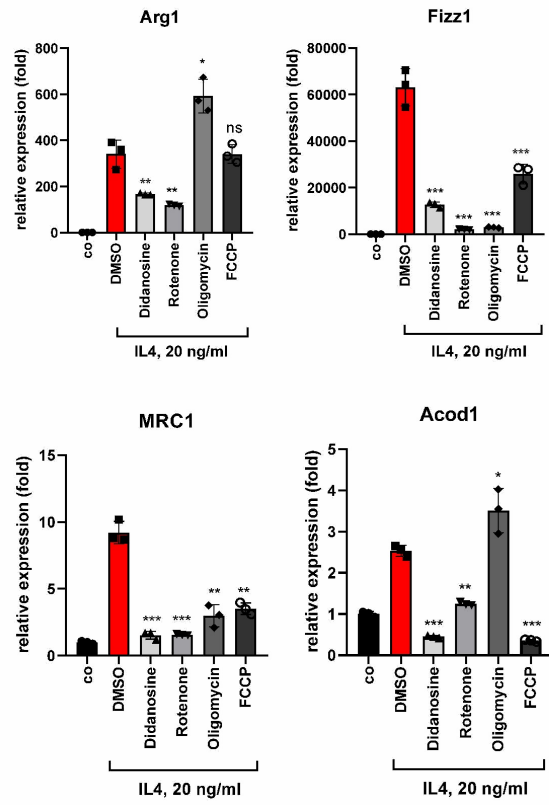 Arg1
relative expression (fold)
800
600
400
200
0
**
**
*
ns
co
DMSO
Didanosine
Rotenone
Oligomycin
FCCP
IL4, 20 ng/ml
Fizz1
relative expression (fold)
80000
60000
40000
20000
0
***
***
***
***
co
DMSO
Didanosine
Rotenone
Oligomycin
FCCP
IL4, 20 ng/ml
MRC1
relative expression (fold)
15
10
5
0
***
***
**
**
co
DMSO
Didanosine
Rotenone
Oligomycin
FCCP
IL4, 20 ng/ml
Acod1
relative expression (fold)
5
4
3
2
1
0
***
**
*
***
co
DMSO
Didanosine
Rotenone
Oligomycin
FCCP
IL4, 20 ng/ml